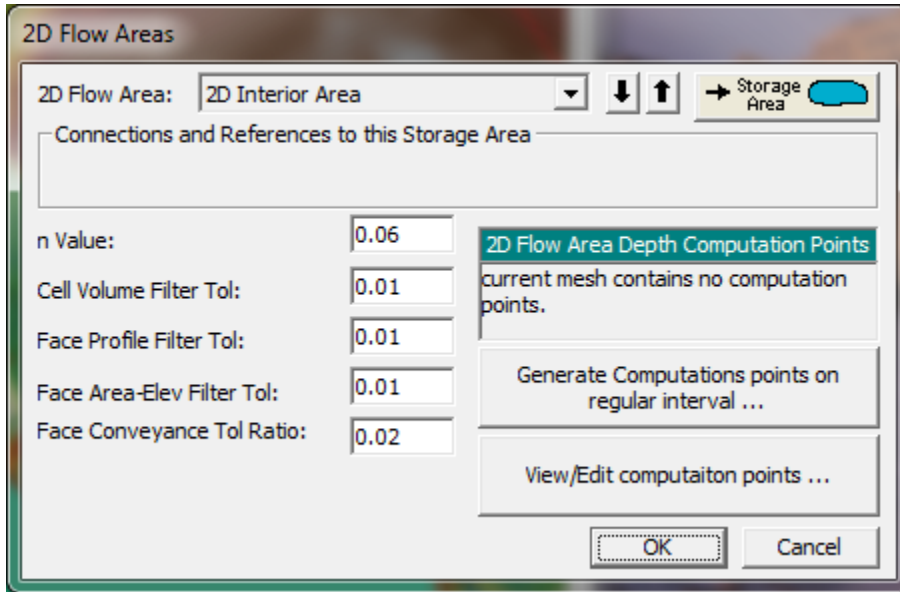 2D Flow Areas
2D Flow Area:
2D Interior Area
Storage
Area
Connections and References to this Storage Area
n Value:
0.06
Cell Volume Filter Tol:
0.01
Face Profile Filter Tol:
0.01
Face Area-Elev Filter Tol:
0.01
Face Conveyance Tol Ratio:
0.02
2D Flow Area Depth Computation Points
current mesh contains no computation
points.
Generate Computations points on
regular interval ...
View/Edit computaiton points ...
OK
Cancel